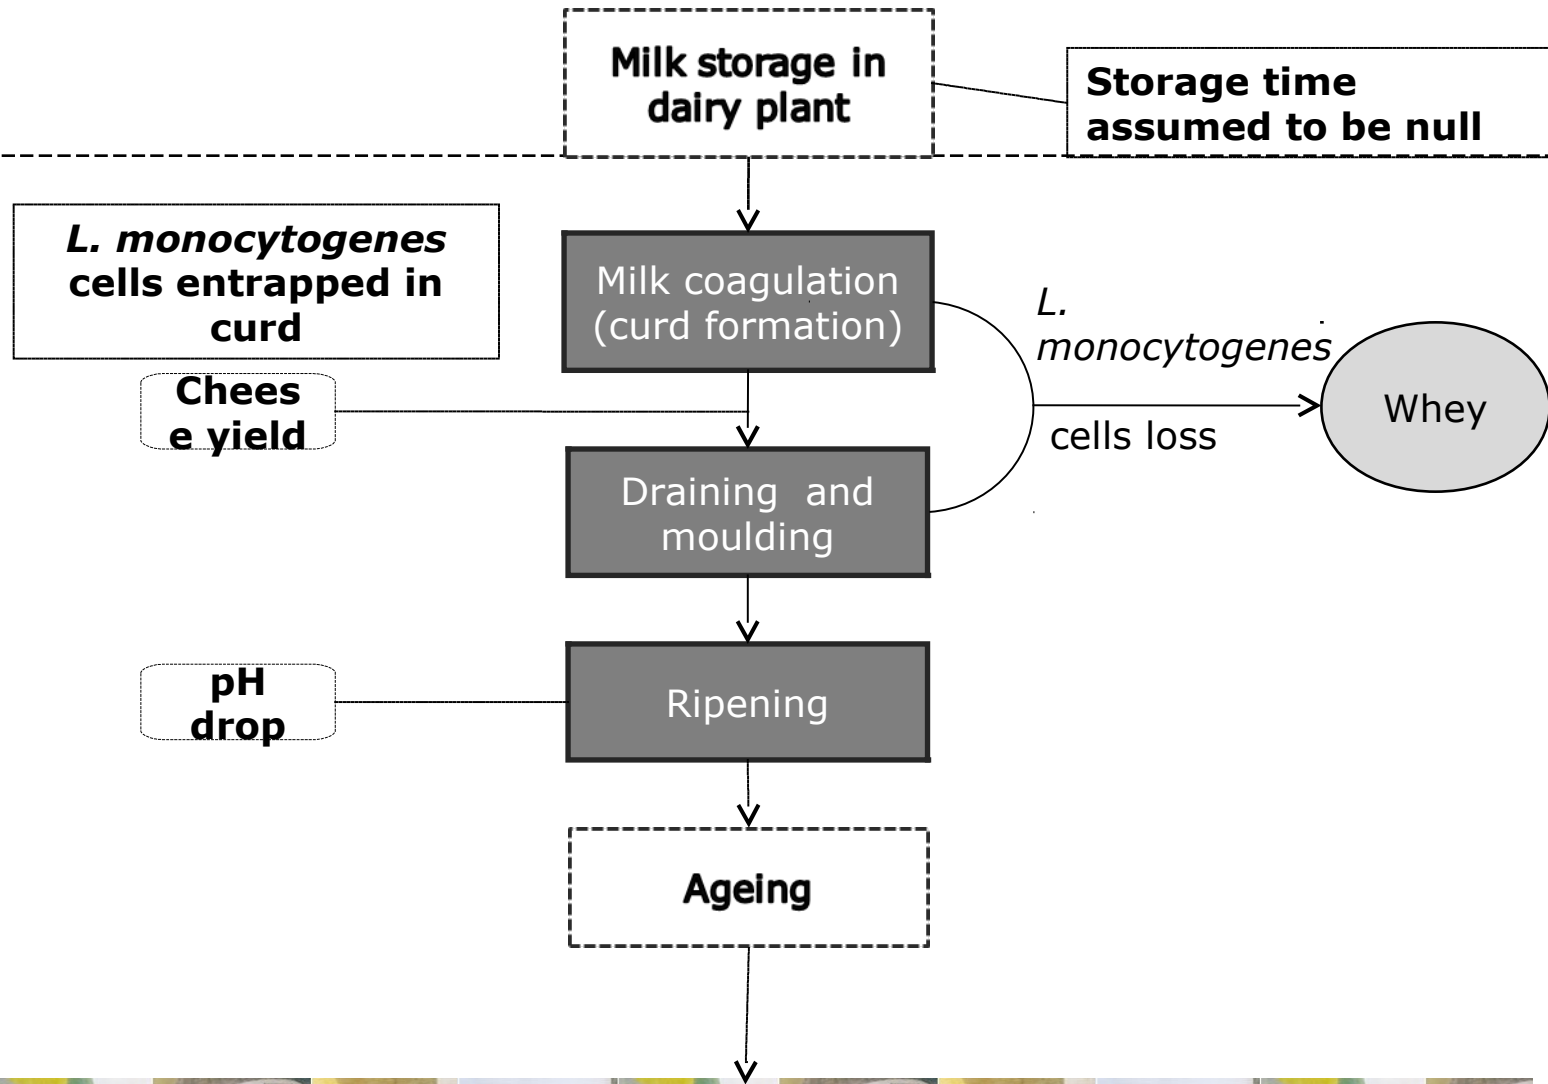 Milk storage in
dairy plant
Storage time
assumed to be null
L. monocytogenes
cells entrapped in
curd
Milk coagulation
(curd formation)
L.
monocytogenes
cells loss
Whey
Chees
e yield
Draining and
moulding
pH
drop
Ripening
Ageing